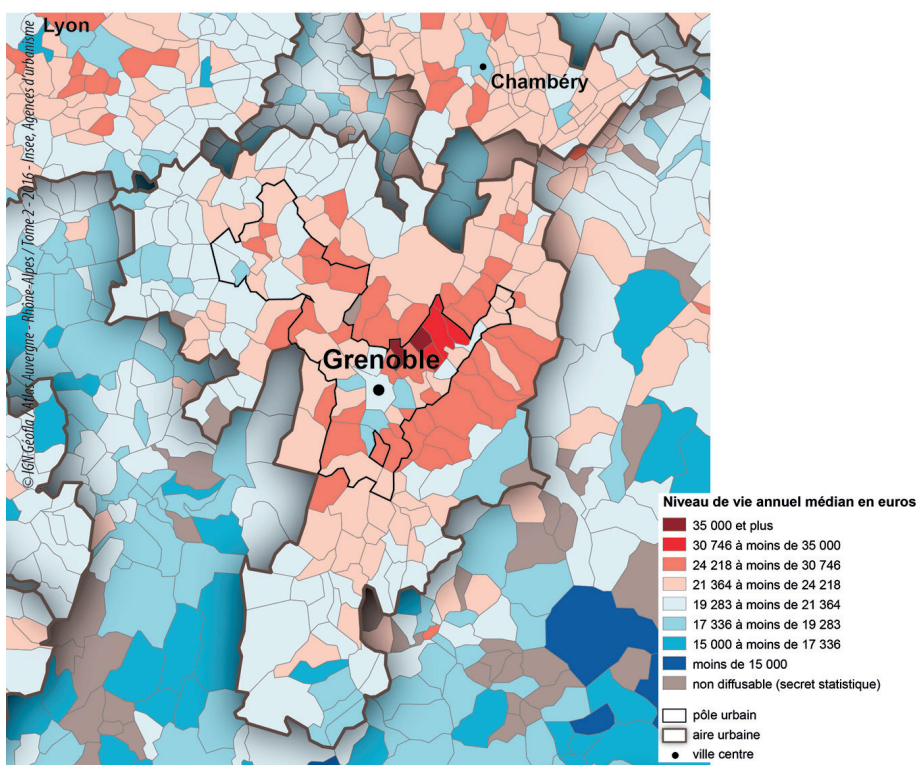 Lyon
Chambéry
Grenoble
© IGN Géofla / Atlas Auvergne - Rhône-Alpes / Tome 2 - 2016 - Insee, Agences d'urbanisme
Niveau de vie annuel médian en euros
35 000 et plus
30 746 à moins de 35 000
24 218 à moins de 30 746
21 364 à moins de 24 218
19 283 à moins de 21 364
17 336 à moins de 19 283
15 000 à moins de 17 336
moins de 15 000
non diffusable (secret statistique)
pôle urbain
aire urbaine
ville centre